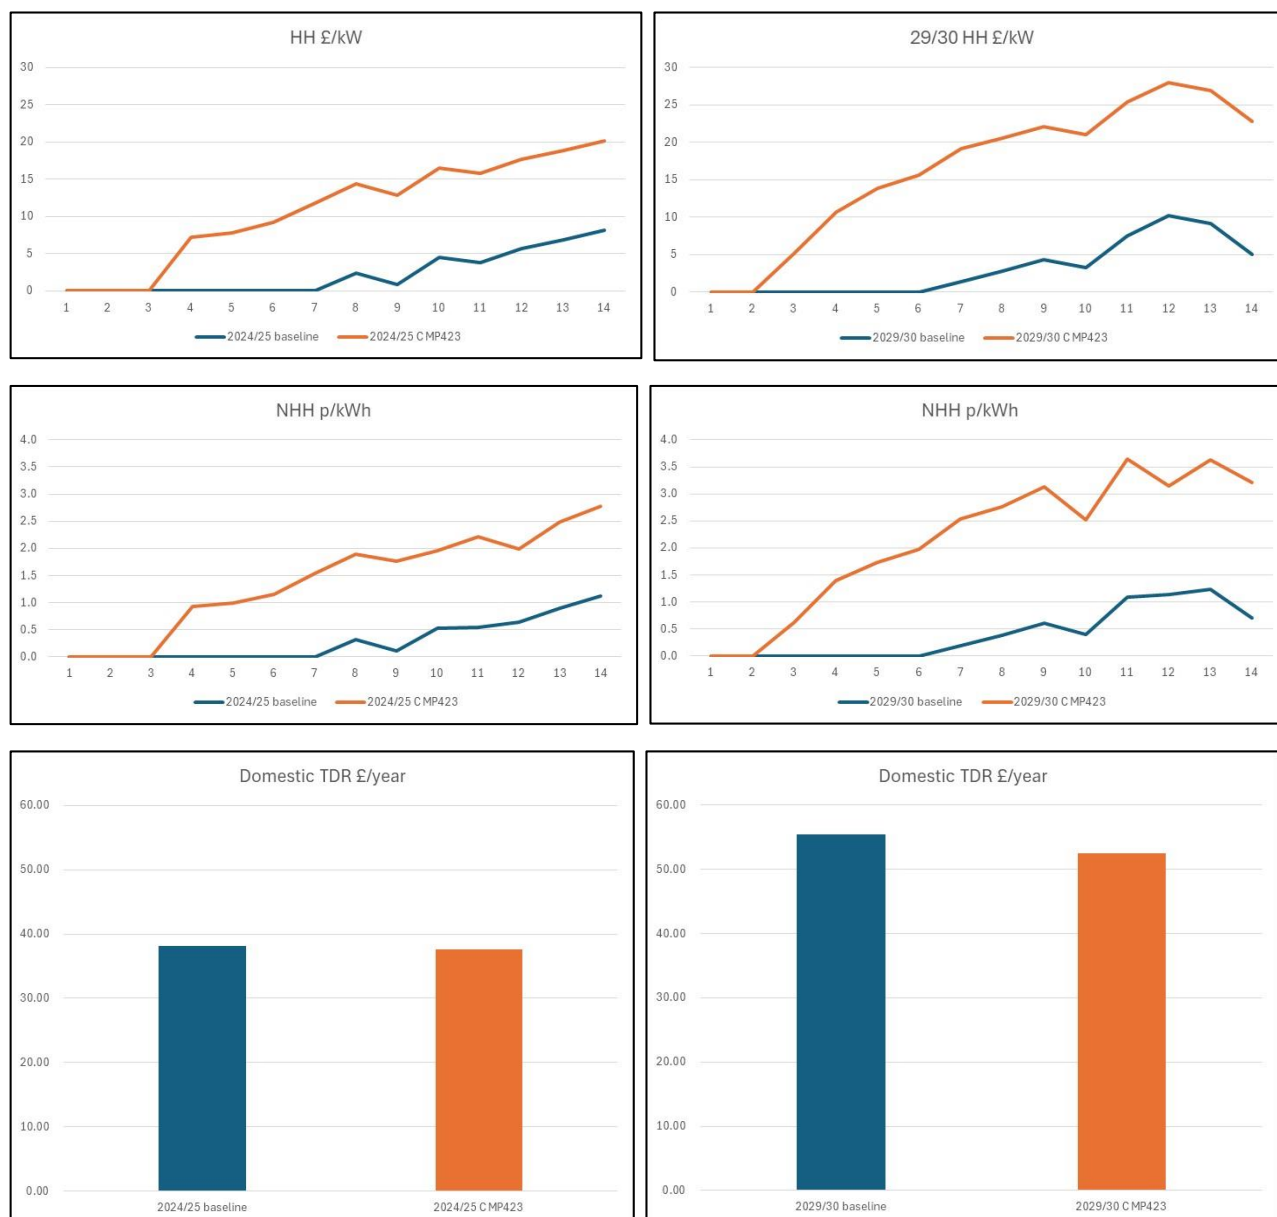 HH £/kW
30
25
20
15
10
5
0
1 2 3 4 5 6 7 8 9 10 11 12 13 14
2024/25 baseline 2024/25 CMP423
29/30 HH £/kW
30
25
20
15
10
5
0
1 2 3 4 5 6 7 8 9 10 11 12 13 14
2029/30 baseline 2029/30 CMP423
NHH p/kWh
4.0
3.5
3.0
2.5
2.0
1.5
1.0
0.5
0.0
1 2 3 4 5 6 7 8 9 10 11 12 13 14
2024/25 baseline 2024/25 CMP423
NHH p/kWh
4.0
3.5
3.0
2.5
2.0
1.5
1.0
0.5
0.0
1 2 3 4 5 6 7 8 9 10 11 12 13 14
2029/30 baseline 2029/30 CMP423
Domestic TDR £/year
60.00
50.00
40.00
30.00
20.00
10.00
0.00
2024/25 baseline 2024/25 CMP423
Domestic TDR £/year
60.00
50.00
40.00
30.00
20.00
10.00
0.00
2029/30 baseline 2029/30 CMP423